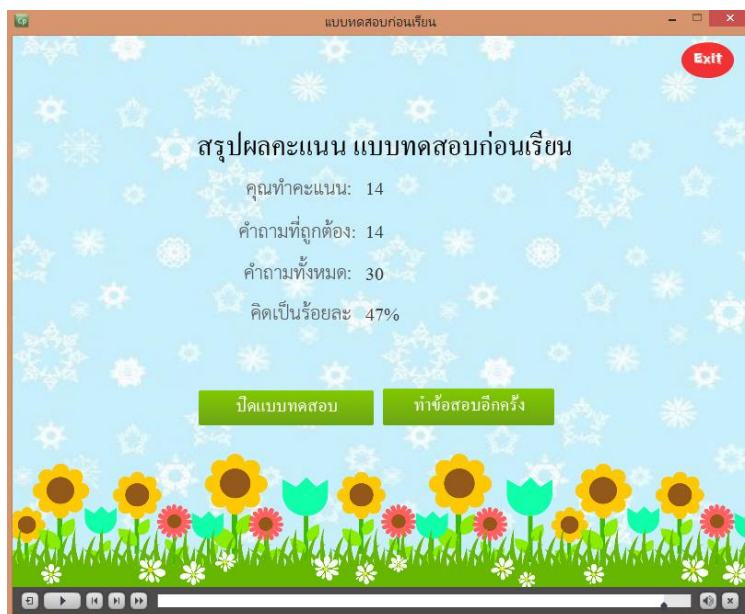 Cp แบบทดสอบก่อนเรียน
Exit
สรุปผลคะแนน แบบทดสอบก่อนเรียน
คุณทำคะแนน: 14
คำถามที่ถูกต้อง: 14
คำถามทั้งหมด: 30
คิดเป็นร้อยละ 47%
ปิดแบบทดสอบ ทำข้อสอบอีกครั้ง